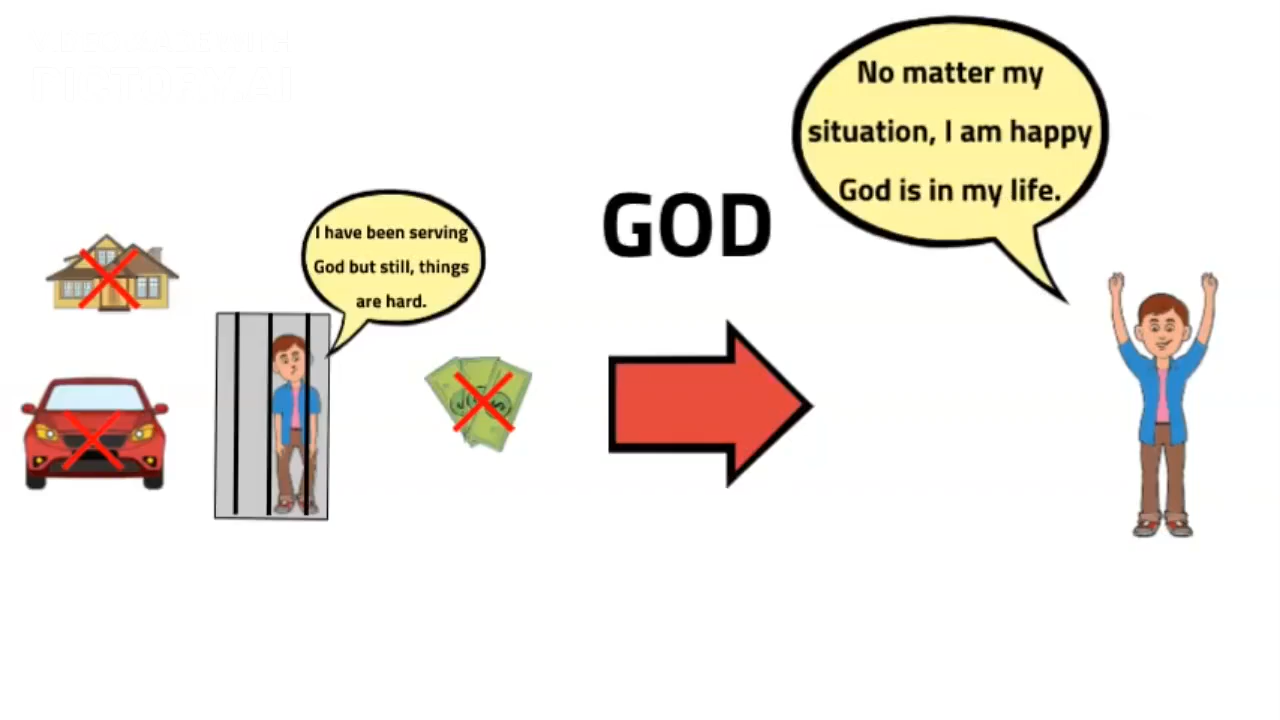 I have been serving
God but still, things
are hard.
GOD
No matter my
situation, I am happy
God is in my life.